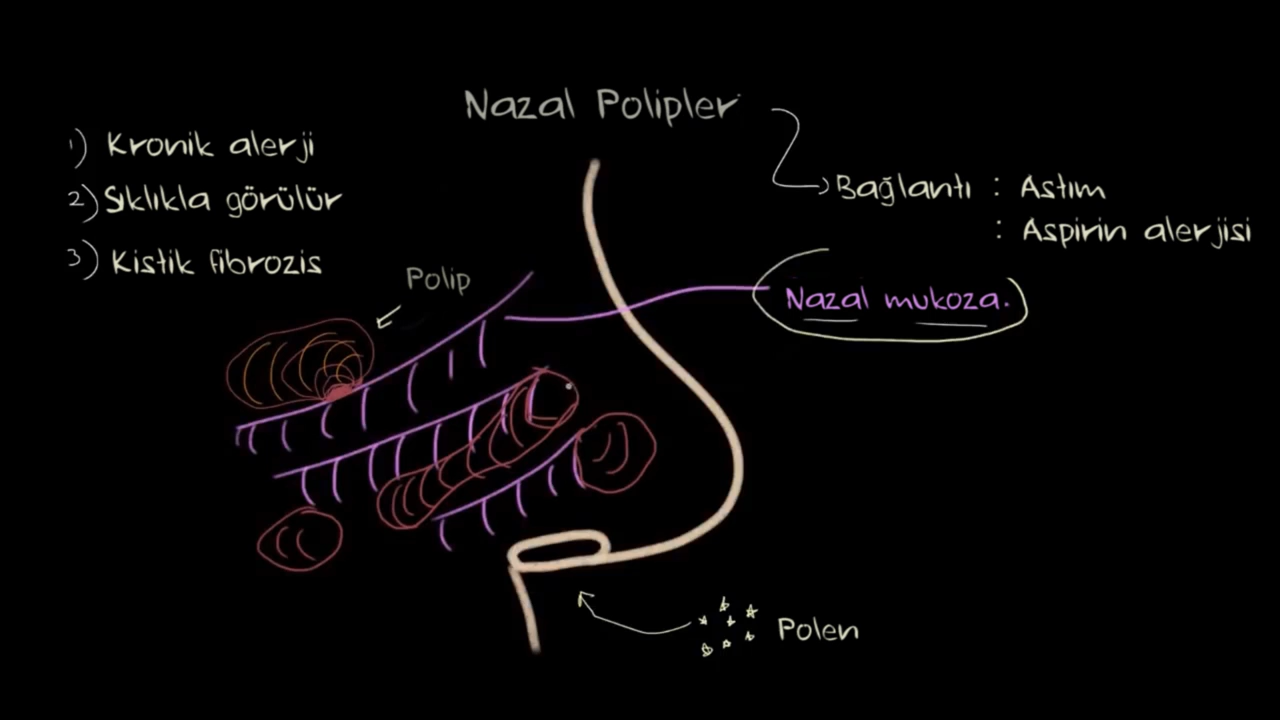 Nazal Polipler
1) Kronik alerji
2) Sıklıkla görülür
3) Kistik fibrozis
Bağlantı : Astım
: Aspirin alerjisi
Polip
Nazal mukoza.
Polen